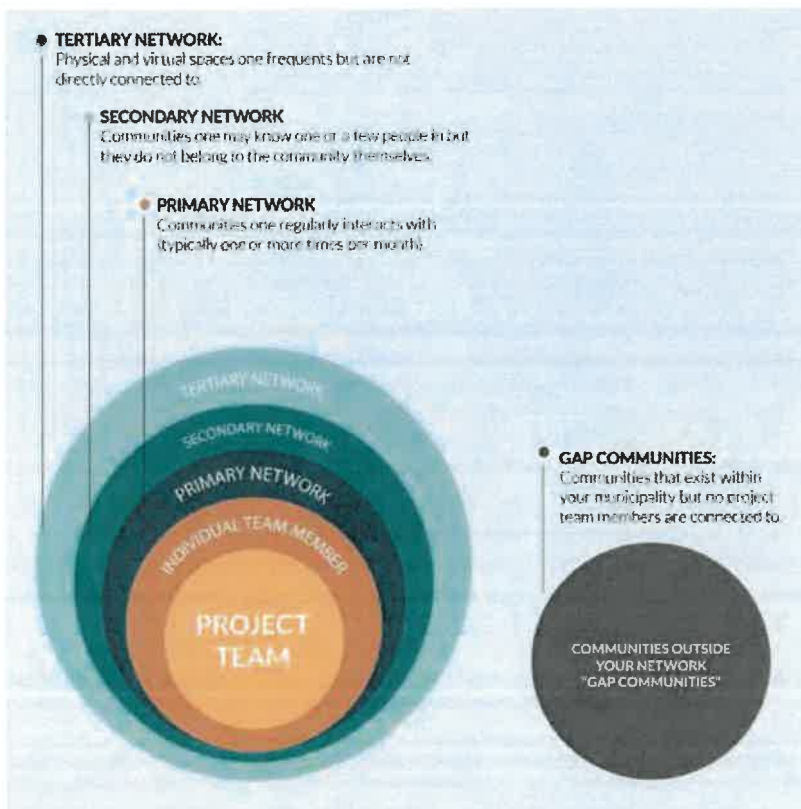 TERTIARY NETWORK:
Physical and virtual spaces one frequents but are not
directly connected to.
SECONDARY NETWORK
Communities one may know one or a few people in but
they do not belong to the community themselves.
PRIMARY NETWORK
Communities one regularly interacts with
(typically one or more times per month)
TERTIARY NETWORK
SECONDARY NETWORK
PRIMARY NETWORK
INDIVIDUAL TEAM MEMBER
PROJECT
TEAM
GAP COMMUNITIES:
Communities that exist within
your municipality but no project
team members are connected to.
COMMUNITIES OUTSIDE
YOUR NETWORK
"GAP COMMUNITIES"